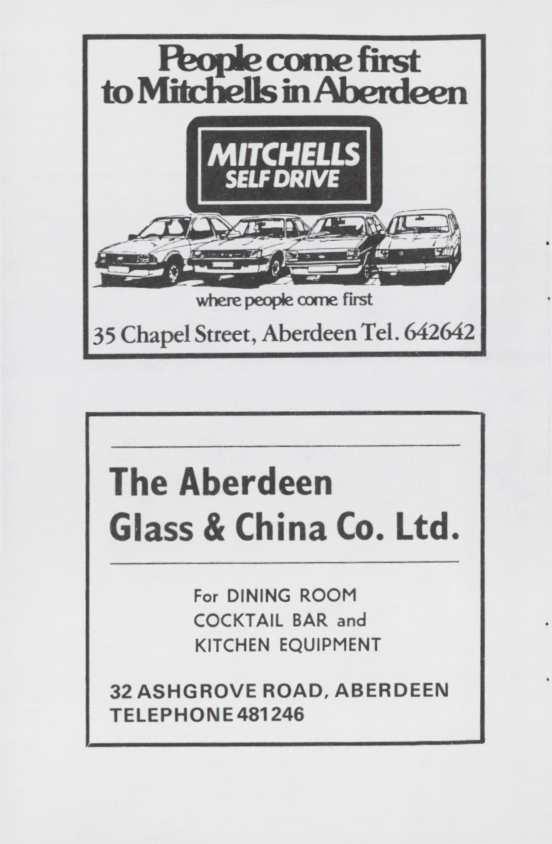 People come first
to Mitchells in Aberdeen
MITCHELLS
SELF DRIVE
where people come first
35 Chapel Street, Aberdeen Tel. 642642
The Aberdeen
Glass & China Co. Ltd.
For DINING ROOM
COCKTAIL BAR and
KITCHEN EQUIPMENT
32 ASHGROVE ROAD, ABERDEEN
TELEPHONE 481246